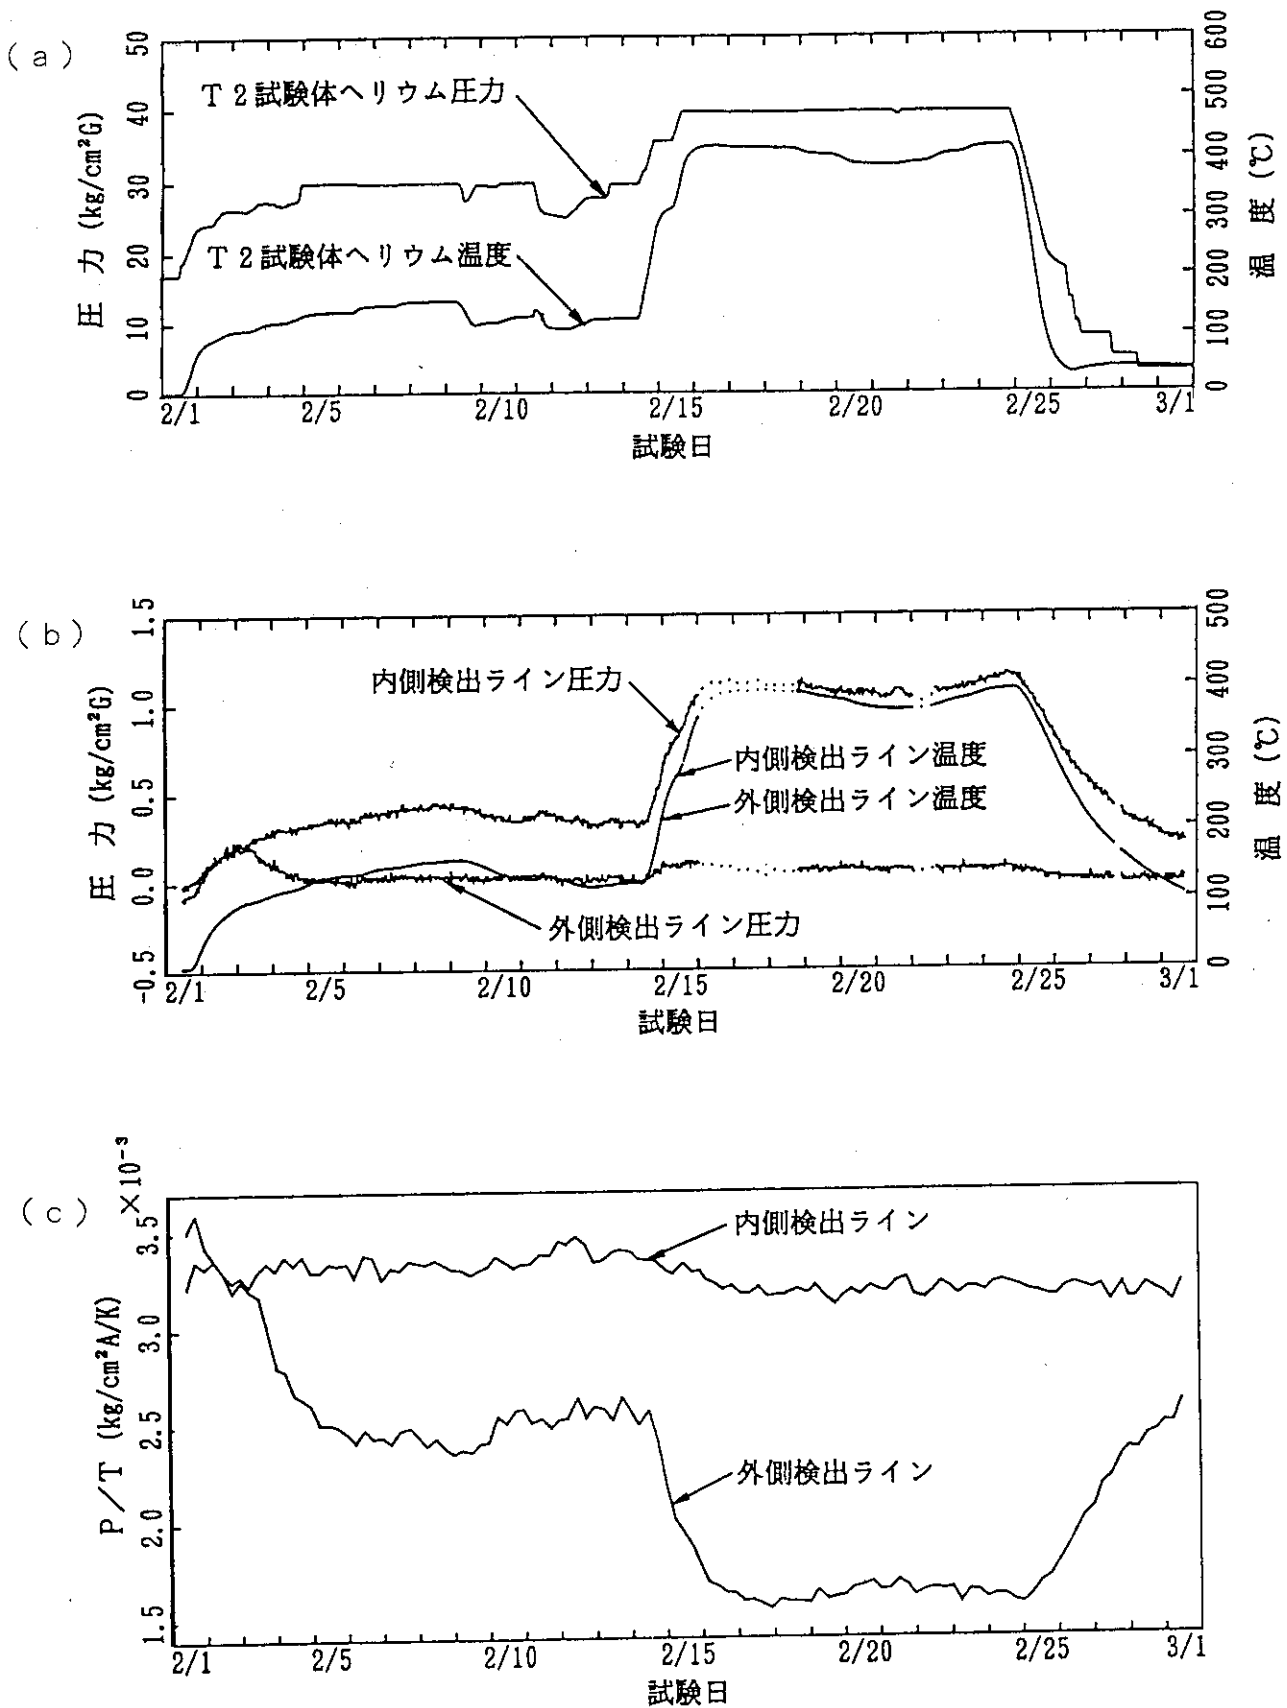 (a)
T2試験体ヘリウム圧力
T2試験体ヘリウム温度
圧力 (kg/cm²G)
50
40
30
20
10
0
温度 (℃)
600
500
400
300
200
100
0
2/1 2/5 2/10 2/15 2/20 2/25 3/1
試験日
(b)
内側検出ライン圧力
内側検出ライン温度
外側検出ライン温度
外側検出ライン圧力
圧力 (kg/cm²G)
1.5
1.0
0.5
0.0
-0.5
温度 (℃)
500
400
300
200
100
0
2/1 2/5 2/10 2/15 2/20 2/25 3/1
試験日
(c)
×10⁻³
内側検出ライン
外側検出ライン
P/T (kg/cm²A/K)
3.5
3.0
2.5
2.0
1.5
2/1 2/5 2/10 2/15 2/20 2/25 3/1
試験日